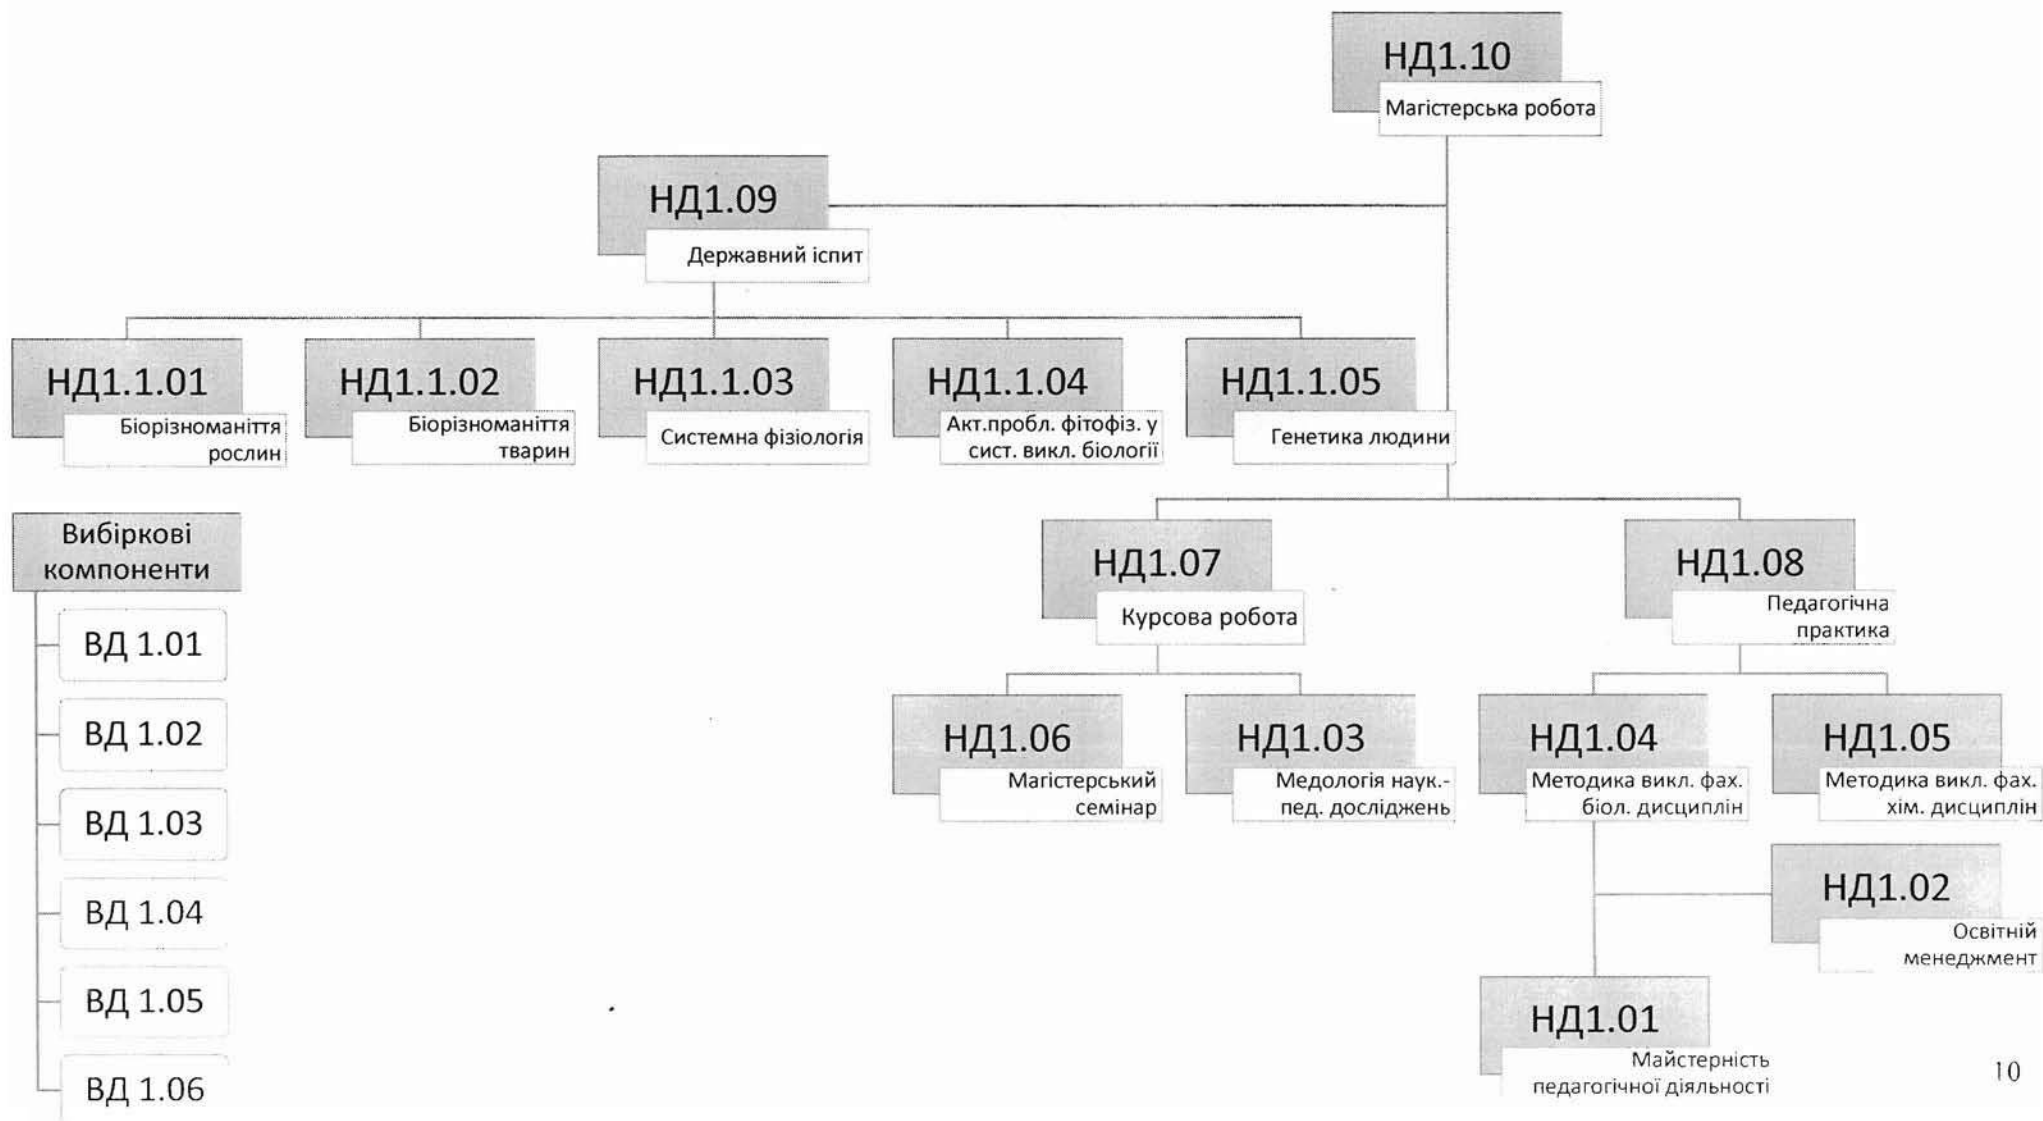 НД1.10
Магістерська робота
НД1.09
Державний іспит
НД1.1.01
Біорізноманіття
рослин
НД1.1.02
Біорізноманіття
тварин
НД1.1.03
Системна фізіологія
НД1.1.04
Акт.пробл. фітофіз. у
сист. викл. біології
НД1.1.05
Генетика людини
Вибіркові
компоненти
ВД 1.01
ВД 1.02
ВД 1.03
ВД 1.04
ВД 1.05
ВД 1.06
НД1.07
Курсова робота
НД1.08
Педагогічна
практика
НД1.06
Магістерський
семінар
НД1.03
Медологія наук.-
пед. досліджень
НД1.04
Методика викл. фах.
біол. дисциплін
НД1.05
Методика викл. фах.
хім. дисциплін
НД1.02
Освітній
менеджмент
НД1.01
Майстерність
педагогічної діяльності
10